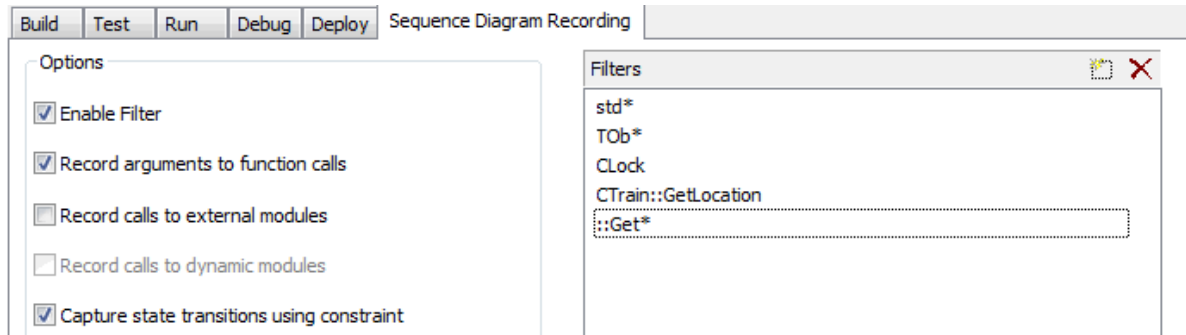 Build Test Run Debug Deploy Sequence Diagram Recording
Options
Enable Filter
Record arguments to function calls
Record calls to external modules
Record calls to dynamic modules
Capture state transitions using constraint
Filters
std*
TOb*
CLock
CTrain::GetLocation
::Get*